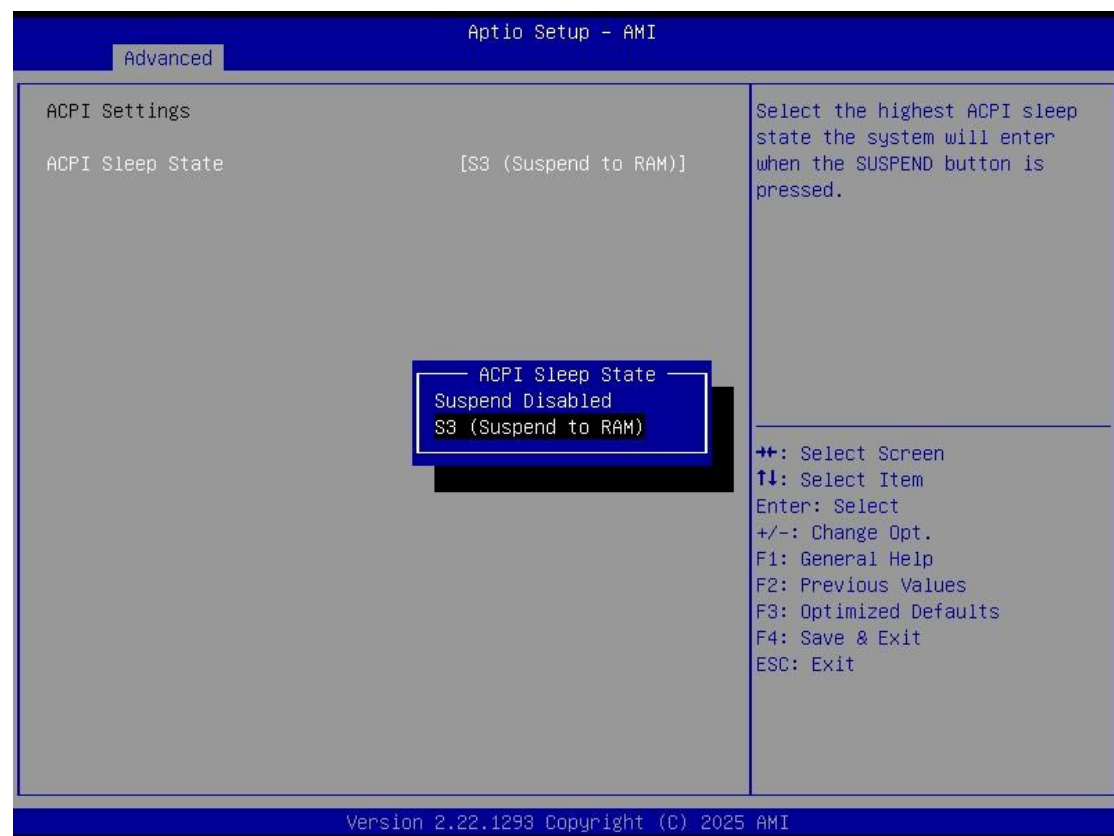 Aptio Setup – AMI
Advanced
ACPI Settings
ACPI Sleep State [S3 (Suspend to RAM)]
Select the highest ACPI sleep
state the system will enter
when the SUSPEND button is
pressed.
ACPI Sleep State
Suspend Disabled
S3 (Suspend to RAM)
→←: Select Screen
↑↓: Select Item
Enter: Select
+/-: Change Opt.
F1: General Help
F2: Previous Values
F3: Optimized Defaults
F4: Save & Exit
ESC: Exit
Version 2.22.1293 Copyright (C) 2025 AMI